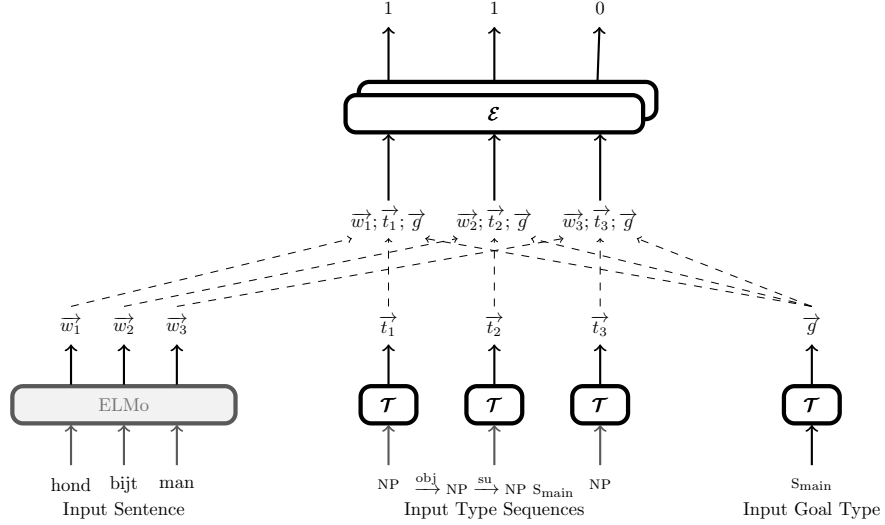 1 1 0
ℰ
w₁⃗; t₁⃗; g⃗ w₂⃗; t₂⃗; g⃗ w₃⃗; t₃⃗; g⃗
w₁⃗ w₂⃗ w₃⃗ t₁⃗ t₂⃗ t₃⃗ g⃗
ELMo 𝒯 𝒯 𝒯 𝒯
hond bijt man NP obj→ NP su→ NP Smain NP Smain
Input Sentence Input Type Sequences Input Goal Type